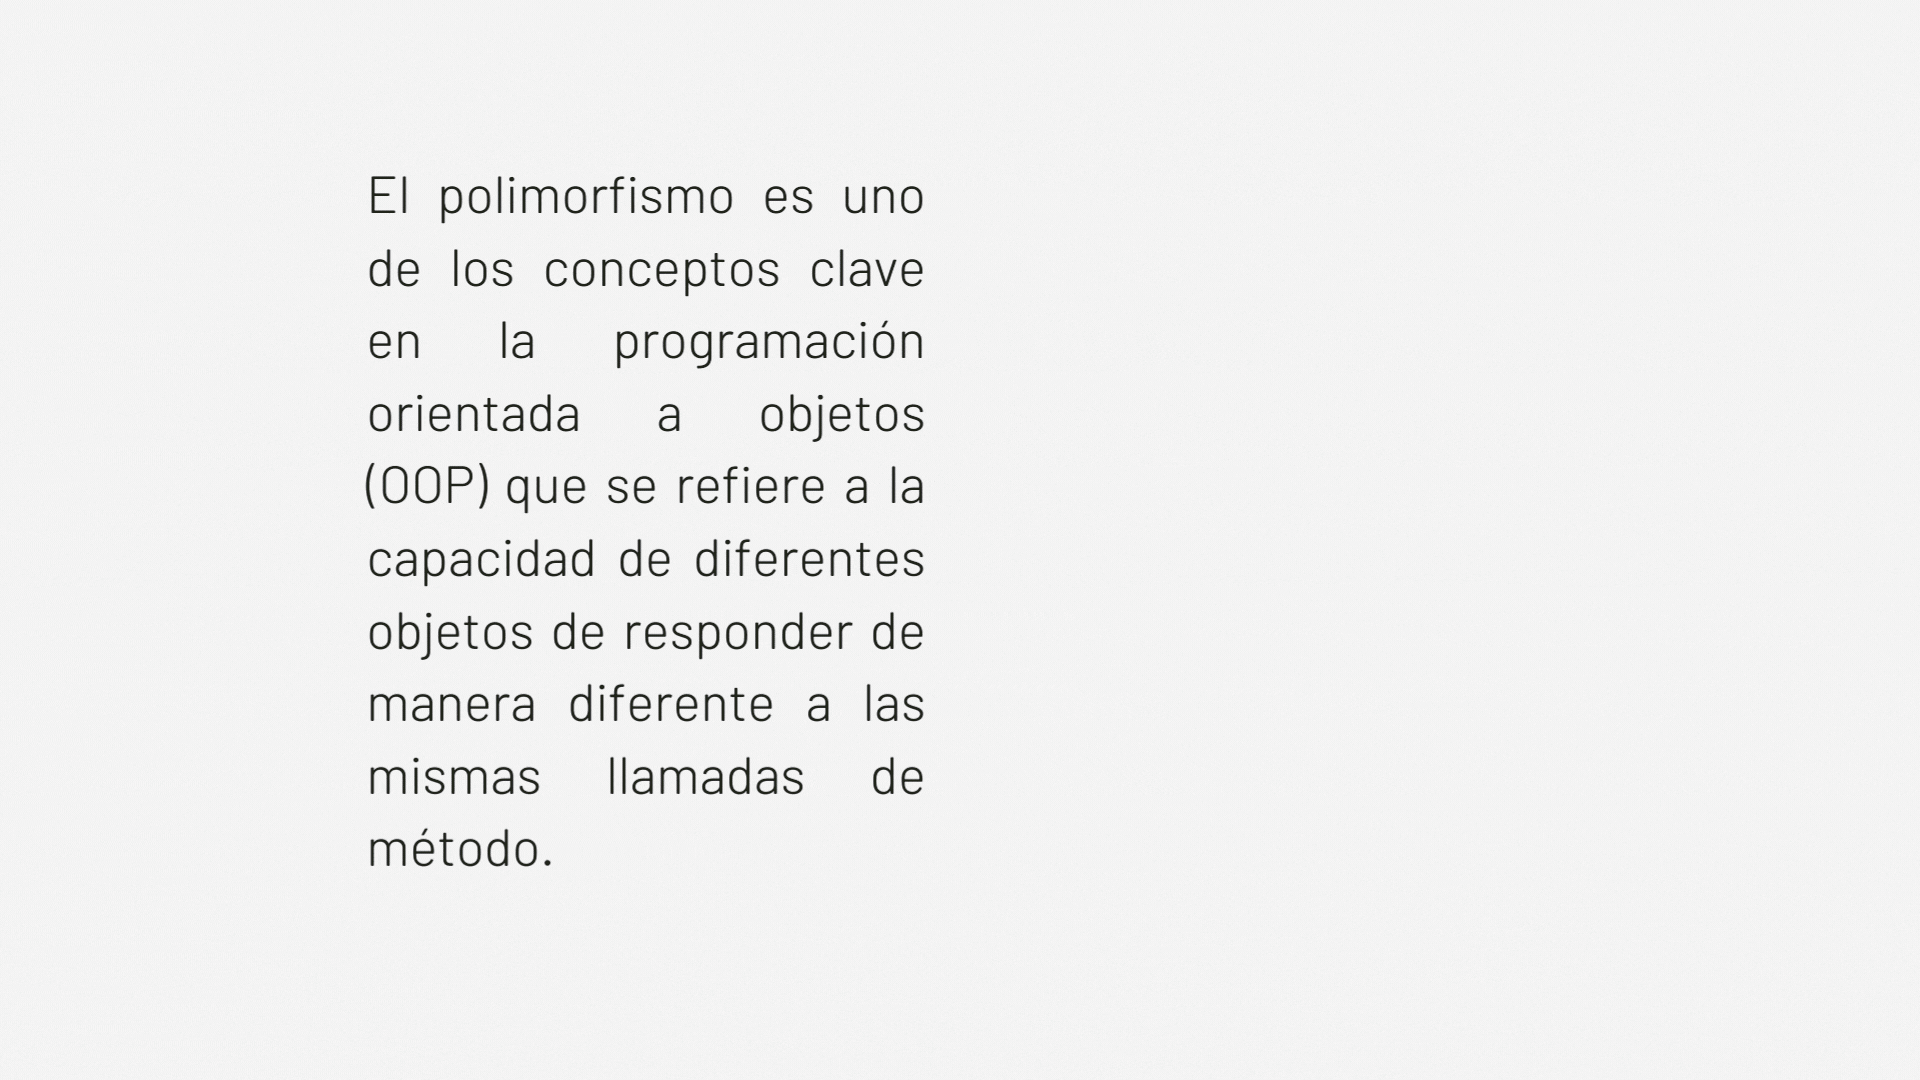 El polimorfismo es uno
de los conceptos clave
en la programación
orientada a objetos
(OOP) que se refiere a la
capacidad de diferentes
objetos de responder de
manera diferente a las
mismas llamadas de
método.